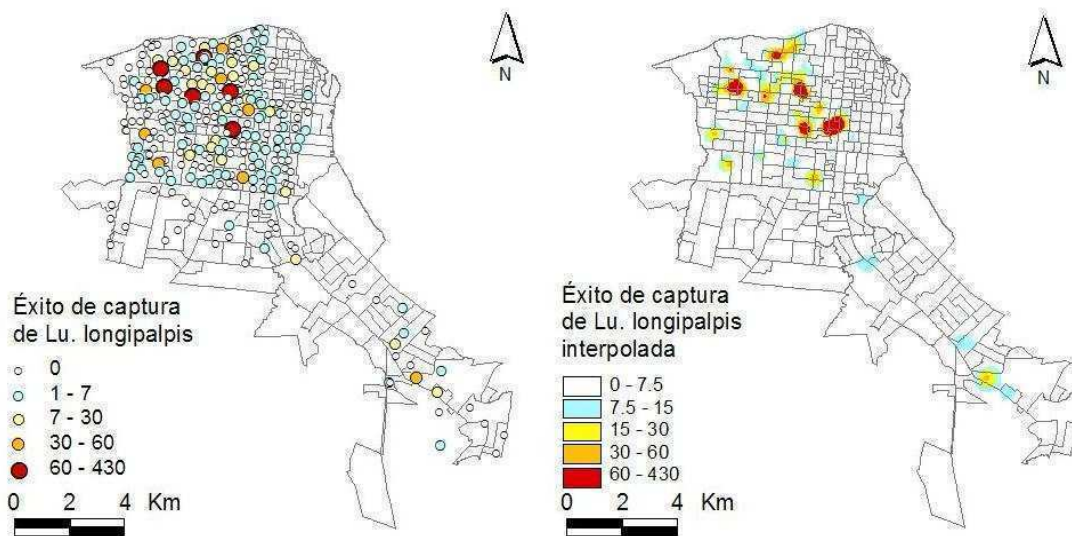 N
Éxito de captura
de Lu. longipalpis
0
1 - 7
7 - 30
30 - 60
60 - 430
0 2 4 Km
N
Éxito de captura
de Lu. longipalpis
interpolada
0 - 7.5
7.5 - 15
15 - 30
30 - 60
60 - 430
0 2 4 Km